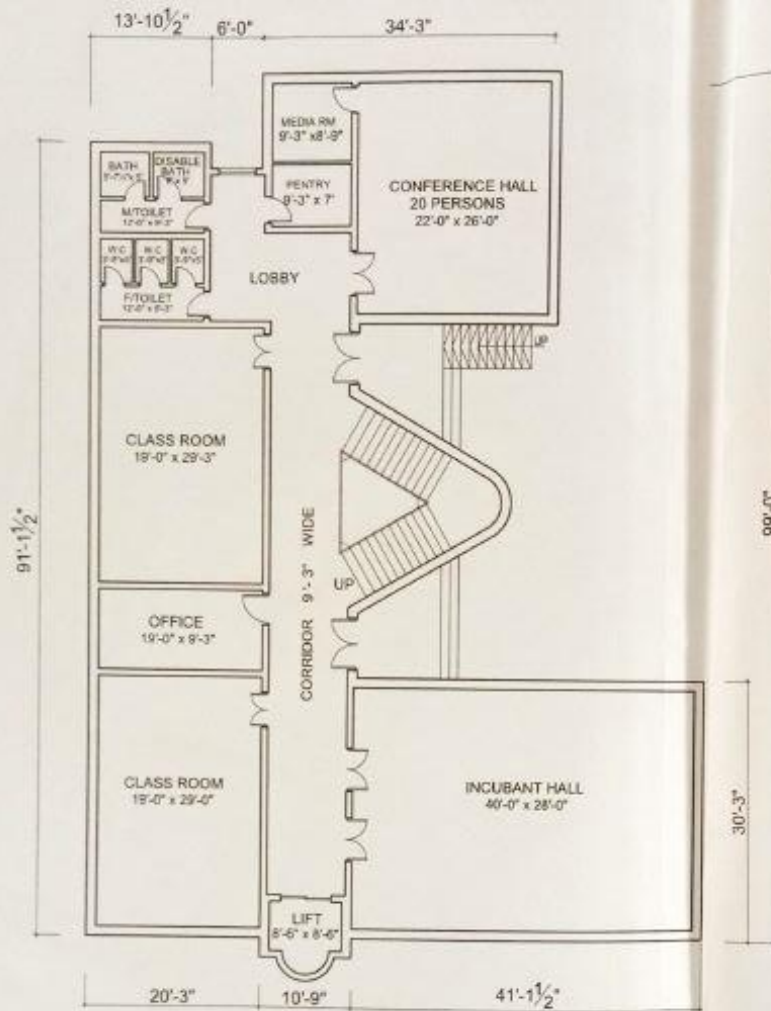 13'-10½"
6'-0"
34'-3"
MEDIA RM
9'-3" x8'-9"
BATH
DISABLE
BATH
PENTRY
9'-3" x 7"
CONFERENCE HALL
20 PERSONS
22'-0" x 26'-0"
M/TOILET
W.C
W.C
W.C
LOBBY
F/TOILET
UP
CLASS ROOM
19'-0" x 29'-3"
91'-1½"
99'-0"
CORRIDOR 9'-3" WIDE
UP
OFFICE
19'-0" x 9'-3"
CLASS ROOM
19'-0" x 29'-0"
INCUBANT HALL
40'-0" x 28'-0"
30'-3"
LIFT
8'-6" x 8'-6"
20'-3"
10'-9"
41'-1½"